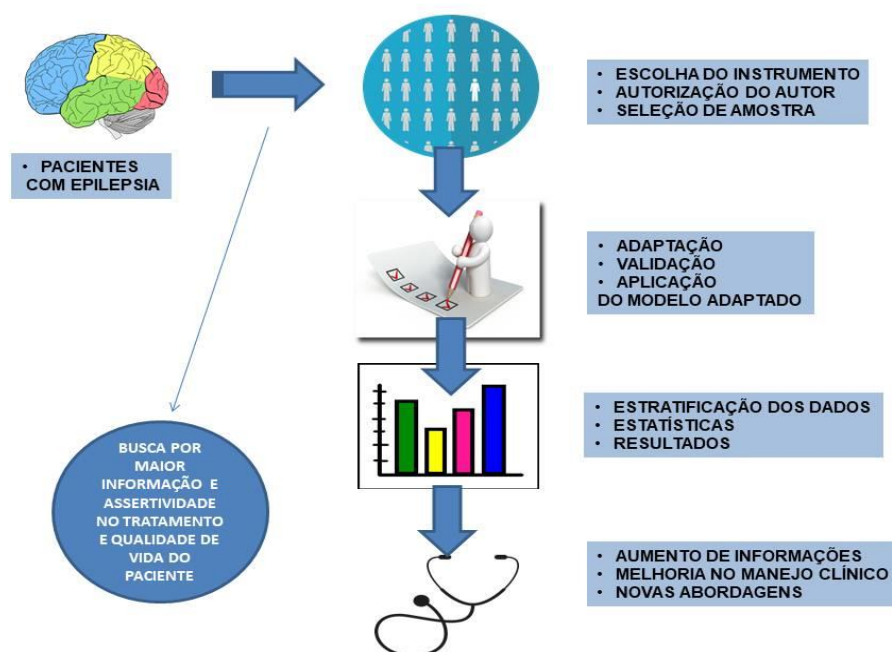 • PACIENTES
COM EPILEPSIA
• ESCOLHA DO INSTRUMENTO
• AUTORIZAÇÃO DO AUTOR
• SELEÇÃO DE AMOSTRA
• ADAPTAÇÃO
• VALIDAÇÃO
• APLICAÇÃO
DO MODELO ADAPTADO
• ESTRATIFICAÇÃO DOS DADOS
• ESTATÍSTICAS
• RESULTADOS
BUSCA POR
MAIOR
INFORMAÇÃO E
ASSERTIVIDADE
NO TRATAMENTO
E QUALIDADE DE
VIDA DO
PACIENTE
• AUMENTO DE INFORMAÇÕES
• MELHORIA NO MANEJO CLÍNICO
• NOVAS ABORDAGENS